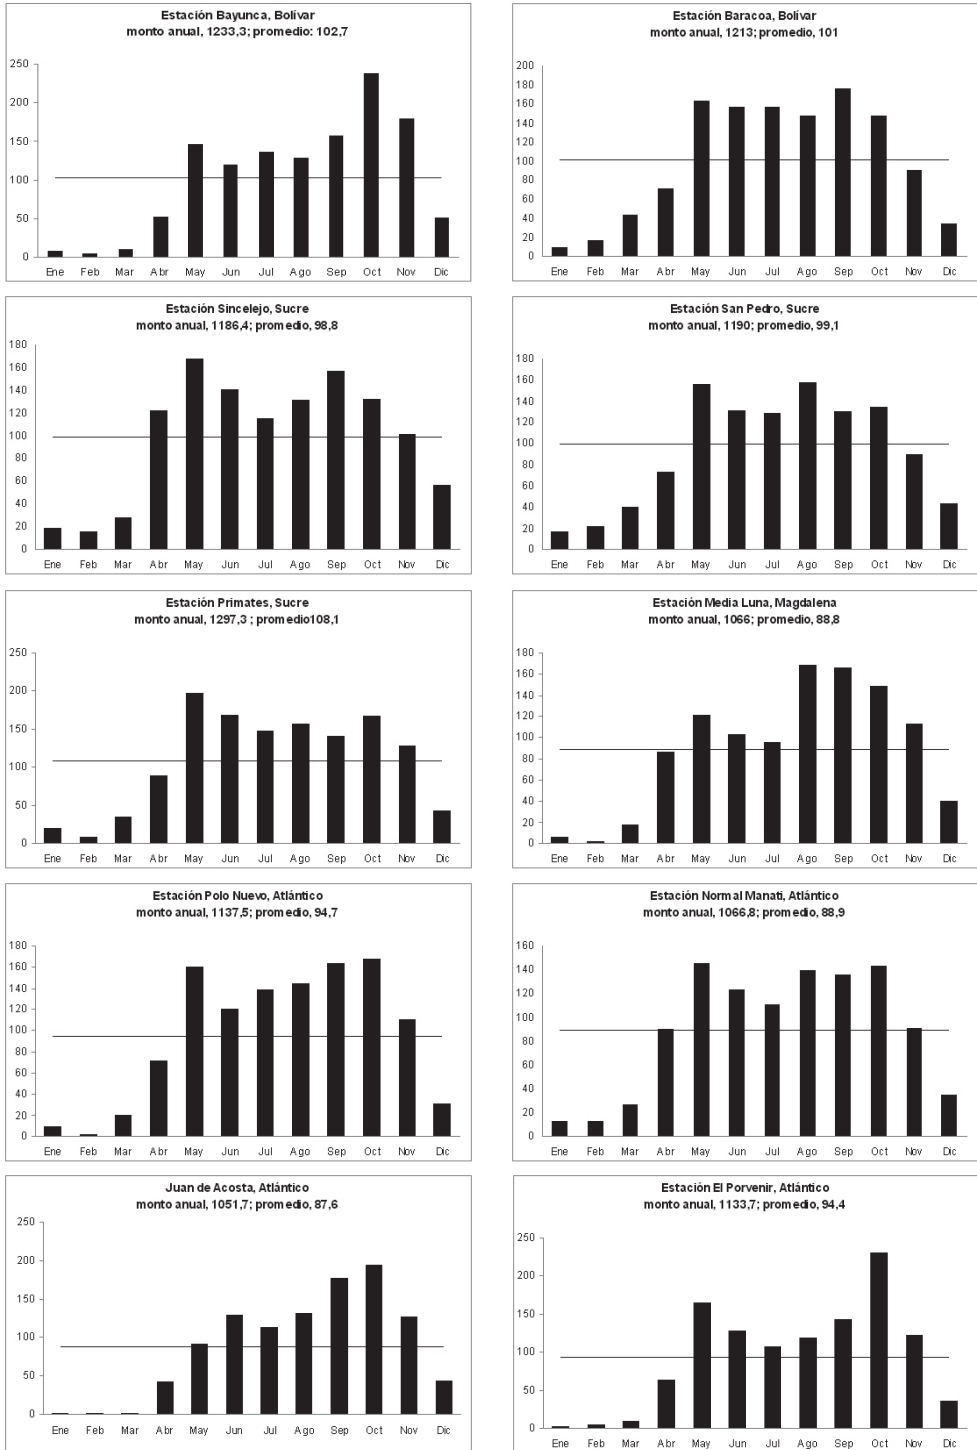 Estación Bayunca, Bolívar
monto anual, 1233,3; promedio: 102,7
250
200
150
100
50
0
Ene Feb Mar Abr May Jun Jul Ago Sep Oct Nov Dic
Estación Baracoa, Bolívar
monto anual, 1213; promedio, 101
200
180
160
140
120
100
80
60
40
20
0
Ene Feb Mar Abr May Jun Jul Ago Sep Oct Nov Dic
Estación Sincelejo, Sucre
monto anual, 1186,4; promedio, 98,8
180
160
140
120
100
80
60
40
20
0
Ene Feb Mar Abr May Jun Jul Ago Sep Oct Nov Dic
Estación San Pedro, Sucre
monto anual, 1190; promedio, 99,1
180
160
140
120
100
80
60
40
20
0
Ene Feb Mar Abr May Jun Jul Ago Sep Oct Nov Dic
Estación Primates, Sucre
monto anual, 1297,3 ; promedio108,1
250
200
150
100
50
0
Ene Feb Mar Abr May Jun Jul Ago Sep Oct Nov Dic
Estación Media Luna, Magdalena
monto anual, 1066; promedio, 88,8
180
160
140
120
100
80
60
40
20
0
Ene Feb Mar Abr May Jun Jul Ago Sep Oct Nov Dic
Estación Polo Nuevo, Atlántico
monto anual, 1137,5; promedio, 94,7
180
160
140
120
100
80
60
40
20
0
Ene Feb Mar Abr May Jun Jul Ago Sep Oct Nov Dic
Estación Normal Manatí, Atlántico
monto anual, 1066,8; promedio, 88,9
160
140
120
100
80
60
40
20
0
Ene Feb Mar Abr May Jun Jul Ago Sep Oct Nov Dic
Juan de Acosta, Atlántico
monto anual, 1051,7; promedio, 87,6
250
200
150
100
50
0
Ene Feb Mar Abr May Jun Jul Ago Sep Oct Nov Dic
Estación El Porvenir, Atlántico
monto anual, 1133,7; promedio, 94,4
250
200
150
100
50
0
Ene Feb Mar Abr May Jun Jul Ago Sep Oct Nov Dic